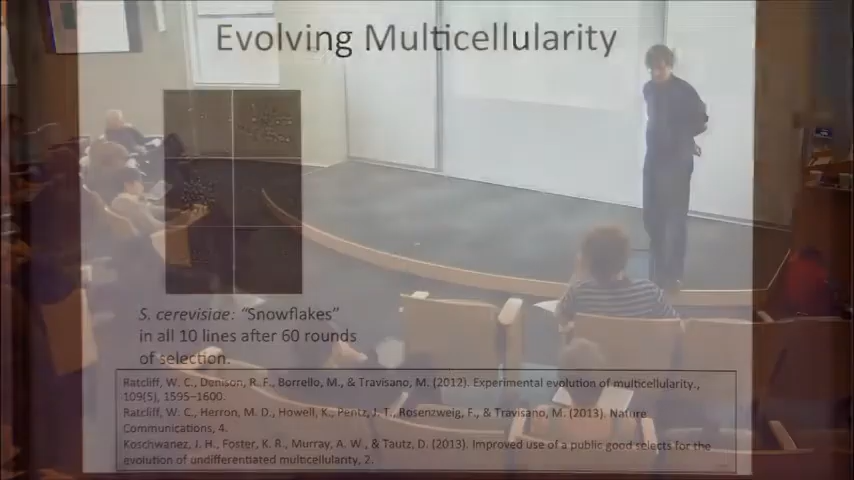 Evolving Multicellularity
S. cerevisiae: "Snowflakes"
in all 10 lines after 60 rounds
of selection.
Ratcliff, W. C., Denison, R. F., Borrello, M., & Travisano, M. (2012). Experimental evolution of multicellularity.,
109(5), 1595–1600.
Ratcliff, W. C., Herron, M. D., Howell, K., Pentz, J. T., Rosenzweig, F., & Travisano, M. (2013). Nature
Communications, 4.
Koschwanez, J. H., Foster, K. R., Murray, A. W., & Tautz, D. (2013). Improved use of a public good selects for the
evolution of undifferentiated multicellularity, 2.